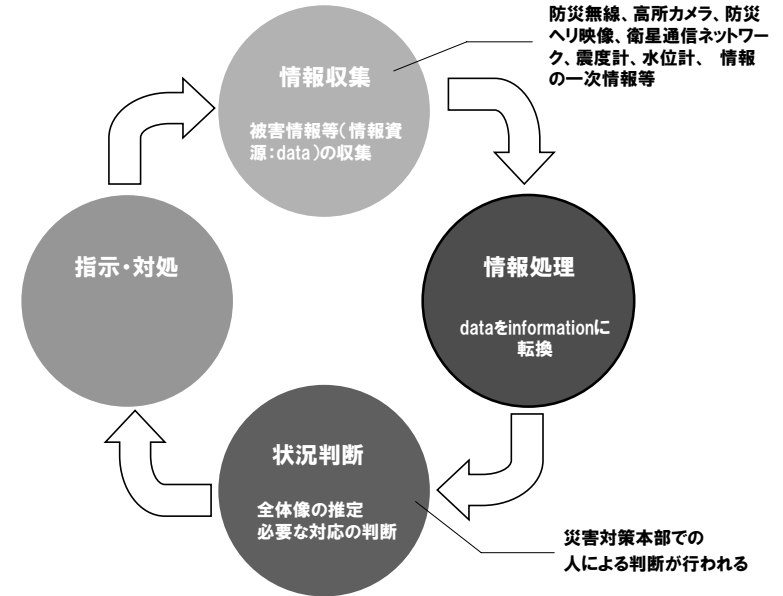 防災無線、高所カメラ、防災
ヘリ映像、衛星通信ネットワー
ク、震度計、水位計、 情報
の一次情報等
情報収集
被害情報等(情報資
源:data )の収集
指示・対処
情報処理
dataをinformationに
転換
状況判断
全体像の推定
必要な対応の判断
災害対策本部での
人による判断が行われる